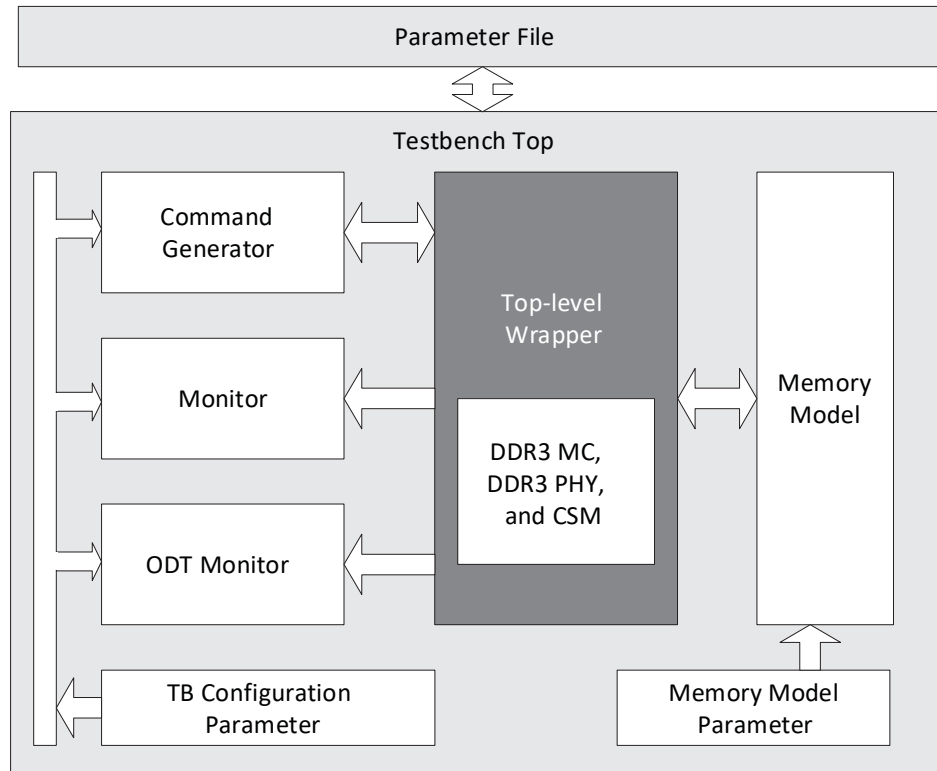 Parameter File
Testbench Top
Command
Generator
Top-level
Wrapper
Monitor
Memory
Model
DDR3 MC,
DDR3 PHY,
and CSM
ODT Monitor
TB Configuration
Parameter
Memory Model
Parameter